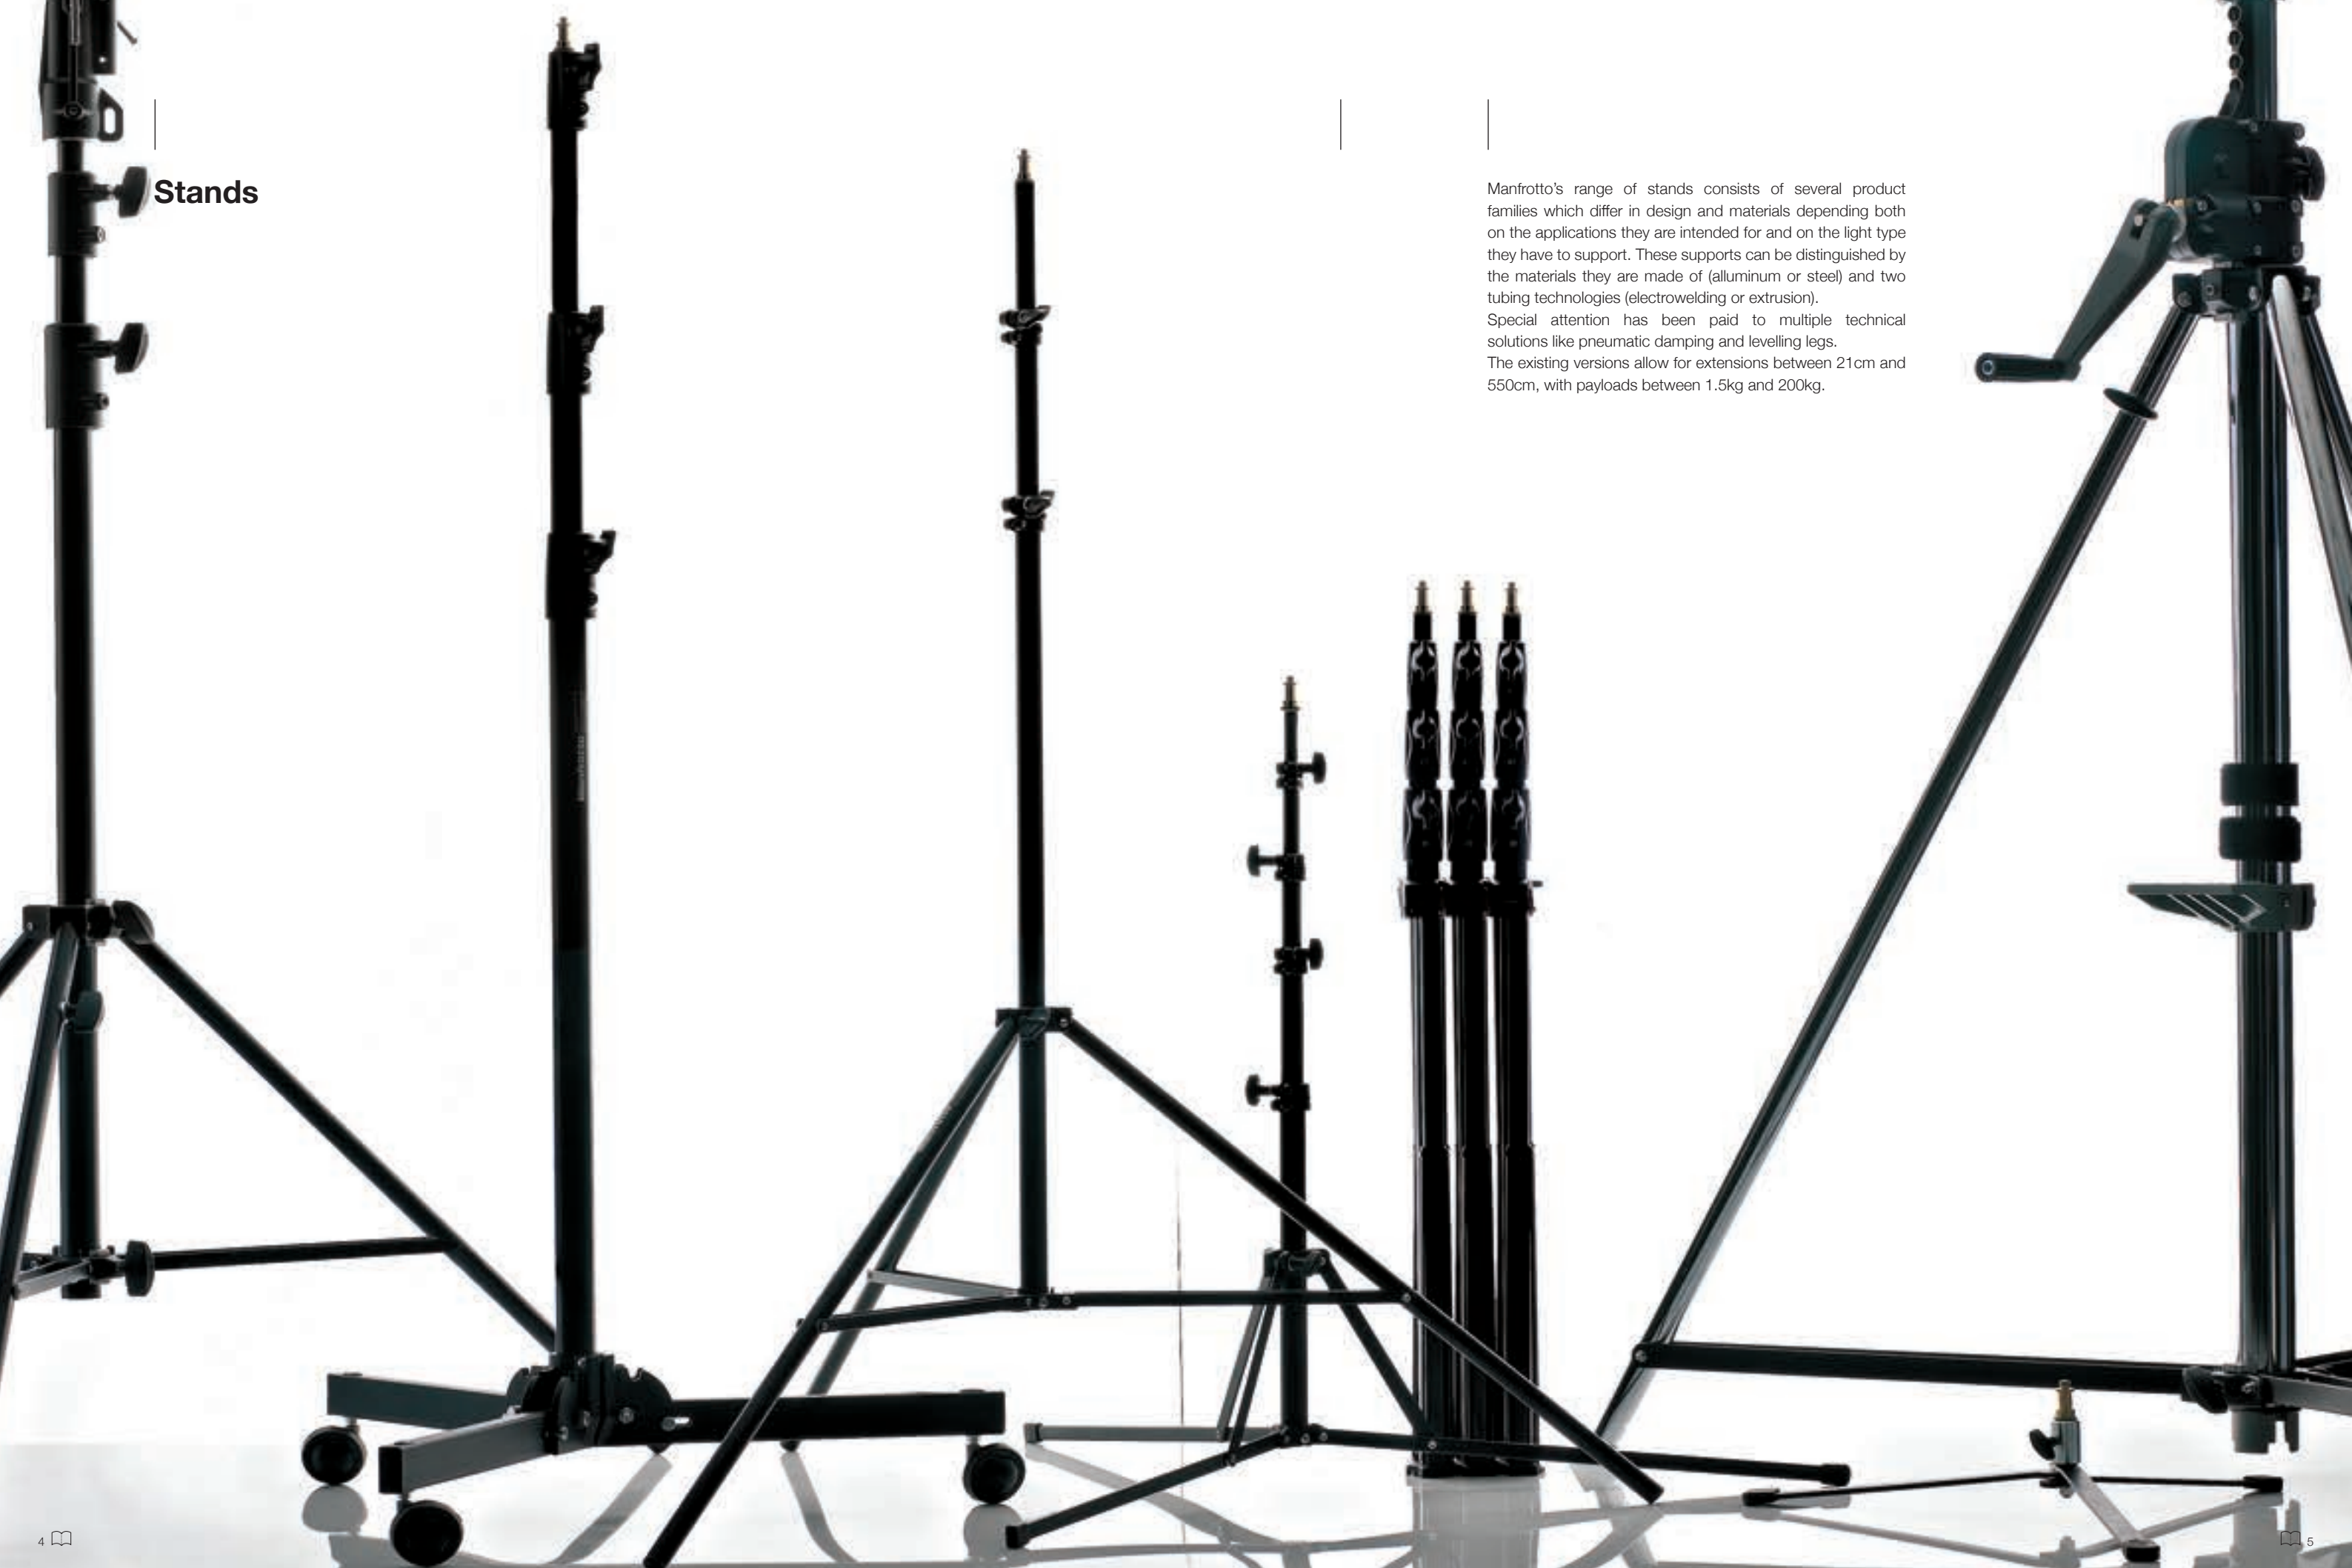 Stands
Manfrotto’s range of stands consists of several product
families which differ in design and materials depending both
on the applications they are intended for and on the light type
they have to support. These supports can be distinguished by
the materials they are made of (alluminum or steel) and two
tubing technologies (electrowelding or extrusion).
Special attention has been paid to multiple technical
solutions like pneumatic damping and levelling legs.
The existing versions allow for extensions between 21cm and
550cm, with payloads between 1.5kg and 200kg.
4
5